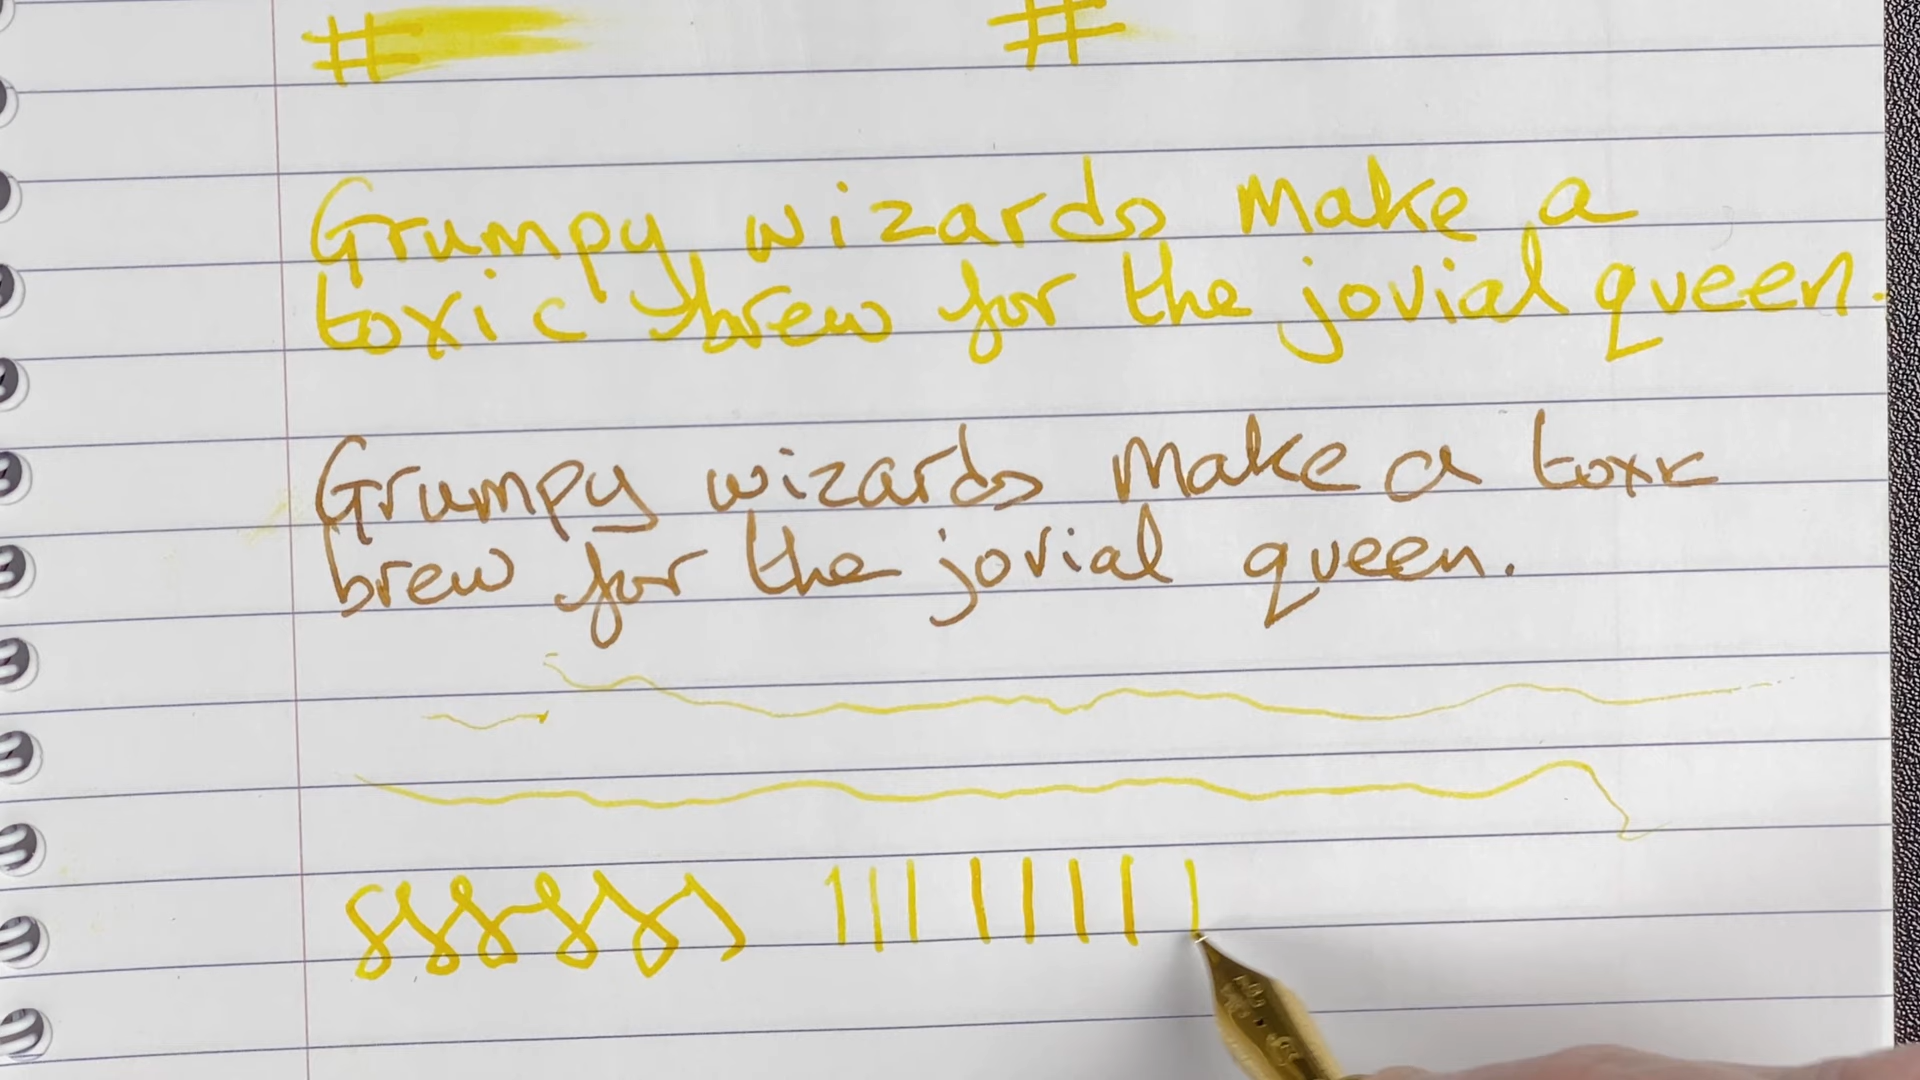 # #
Grumpy wizards make a
toxic brew for the jovial queen.
Grumpy wizards make a toxic
brew for the jovial queen.